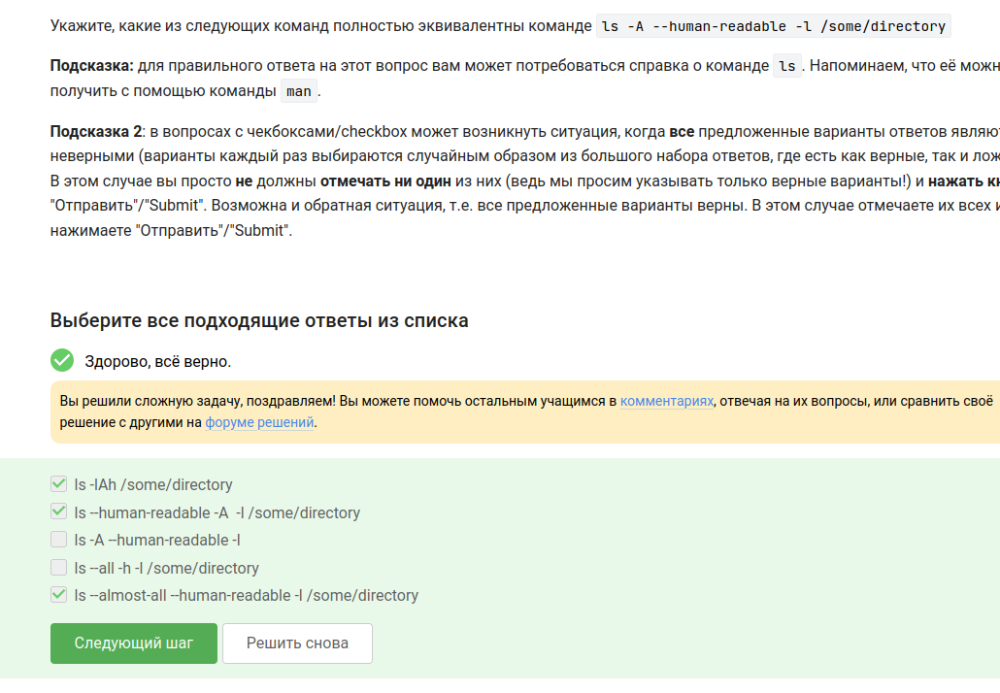 Укажите, какие из следующих команд полностью эквивалентны команде ls -A --human-readable -l /some/directory
Подсказка: для правильного ответа на этот вопрос вам может потребоваться справка о команде ls. Напоминаем, что её можн
получить с помощью команды man.
Подсказка 2: в вопросах с чекбоксами/checkbox может возникнуть ситуация, когда все предложенные варианты ответов являют
неверными (варианты каждый раз выбираются случайным образом из большого набора ответов, где есть как верные, так и лож
В этом случае вы просто не должны отмечать ни один из них (ведь мы просим указывать только верные варианты!) и нажать кн
"Отправить"/"Submit". Возможна и обратная ситуация, т.е. все предложенные варианты верны. В этом случае отмечаете их всех и
нажимаете "Отправить"/"Submit".
Выберите все подходящие ответы из списка
Здорово, всё верно.
Вы решили сложную задачу, поздравляем! Вы можете помочь остальным учащимся в комментариях, отвечая на их вопросы, или сравнить своё
решение с другими на форуме решений.
ls -lAh /some/directory
ls --human-readable -A  -l /some/directory
ls -A --human-readable -l
ls --all -h -l /some/directory
ls --almost-all --human-readable -l /some/directory
Следующий шаг
Решить снова